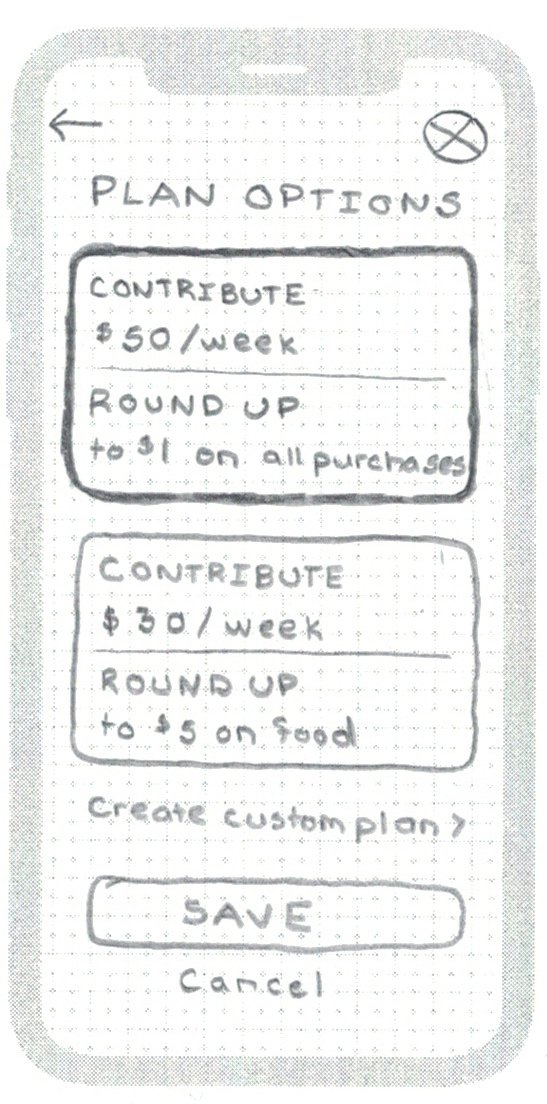 PLAN OPTIONS
CONTRIBUTE
$50/week
ROUND UP
to $1 on all purchases
CONTRIBUTE
$30/week
ROUND UP
to $5 on food
Create custom plan >
SAVE
Cancel